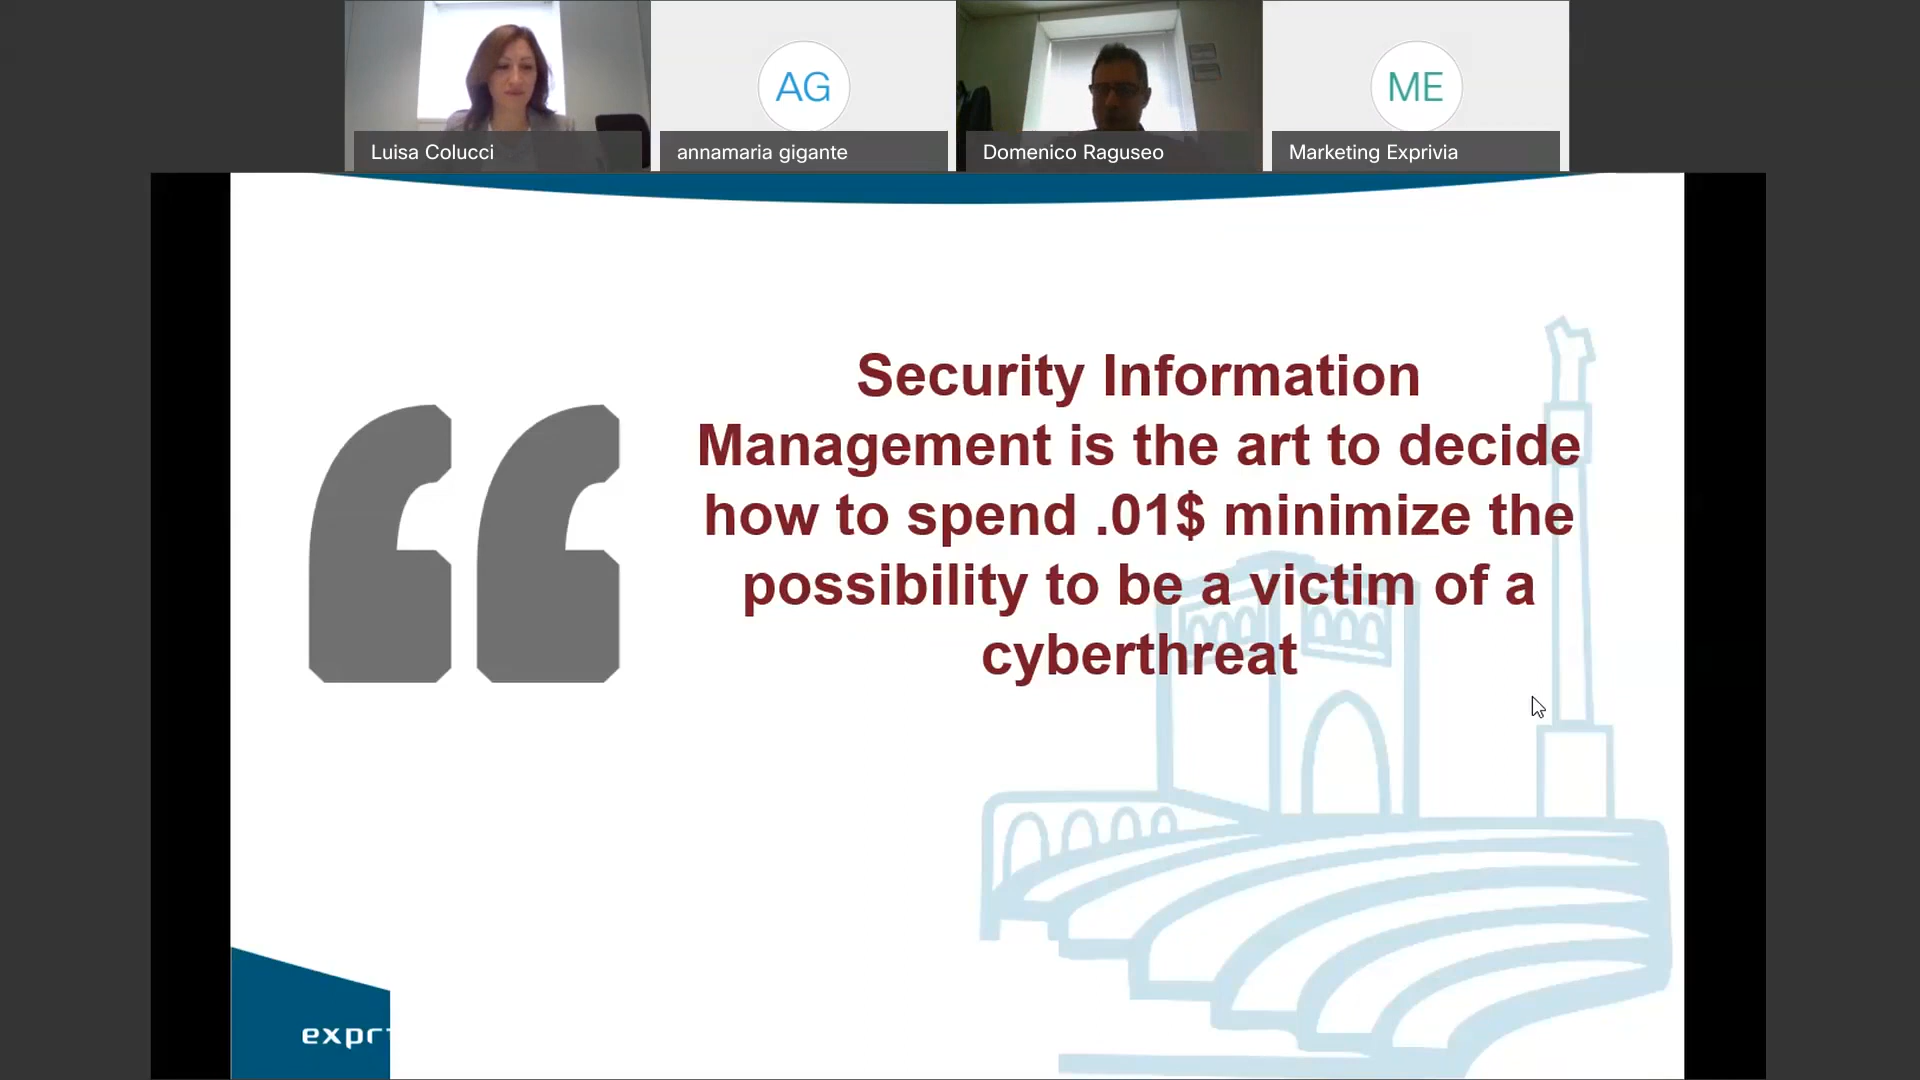 AG
ME
Luisa Colucci
annamaria gigante
Domenico Raguseo
Marketing Exprivia
Security Information
Management is the art to decide
how to spend .01$ minimize the
possibility to be a victim of a
cyberthreat
expr